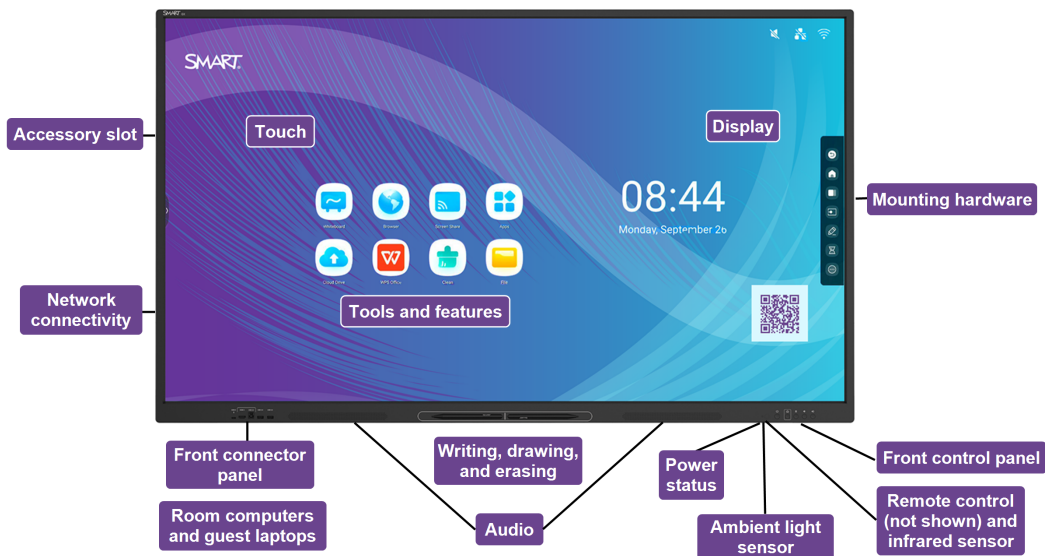 SMART
SMART
Accessory slot
Touch
Display
08:44
Monday, September 26
Mounting hardware
Whiteboard
Browser
Screen Share
Apps
Cloud Drive
WPS Office
Clean
File
Network
connectivity
Tools and features
Front connector
panel
Writing, drawing,
and erasing
Power
status
Front control panel
Room computers
and guest laptops
Audio
Ambient light
sensor
Remote control
(not shown) and
infrared sensor